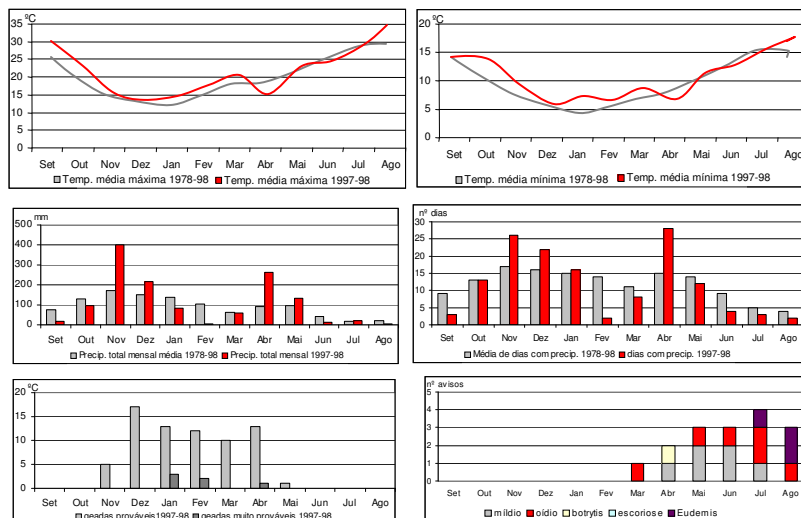 ºC
35
30
25
20
15
10
5
0
Set Out Nov Dez Jan Fev Mar Abr Mai Jun Jul Ago
Temp. média máxima 1978-98 Temp. média máxima 1997-98
ºC
20
15
10
5
0
Set Out Nov Dez Jan Fev Mar Abr Mai Jun Jul Ago
Temp. média mínima 1978-98 Temp. média mínima 1997-98
mm
500
400
300
200
100
0
Set Out Nov Dez Jan Fev Mar Abr Mai Jun Jul Ago
Precip. total mensal média 1978-98 Precip. total mensal 1997-98
nº dias
30
25
20
15
10
5
0
Set Out Nov Dez Jan Fev Mar Abr Mai Jun Jul Ago
Média de dias com precip. 1978-98 dias com precip. 1997-98
ºC
20
15
10
5
0
Set Out Nov Dez Jan Fev Mar Abr Mai Jun Jul Ago
geadas prováveis1997-98 geadas muito prováveis 1997-98
nº avisos
5
4
3
2
1
0
Set Out Nov Dez Jan Fev Mar Abr Mai Jun Jul Ago
míldio oídio botrytis escoriose Eudemis